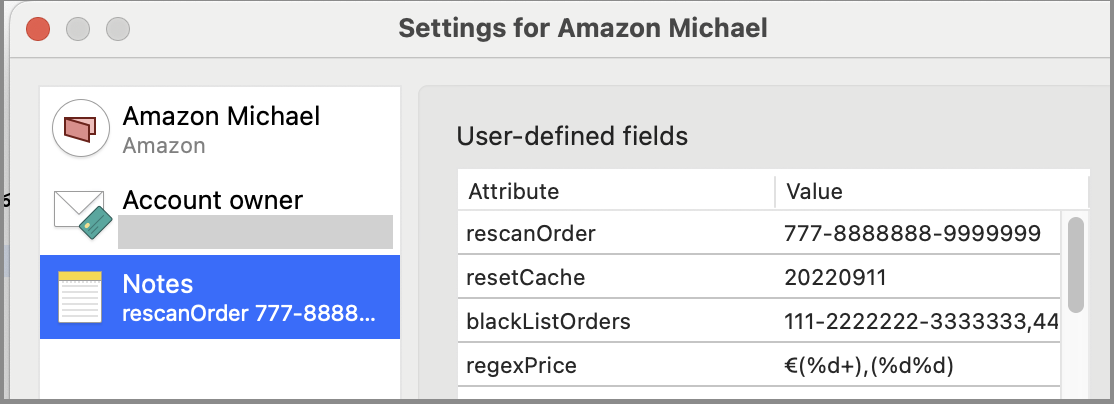 Settings for Amazon Michael
Amazon Michael
Amazon
Account owner
Notes
rescanOrder 777-8888...
User-defined fields
Attribute Value
rescanOrder 777-8888888-9999999
resetCache 20220911
blackListOrders 111-2222222-3333333,44
regexPrice €(%d+),(%d%d)